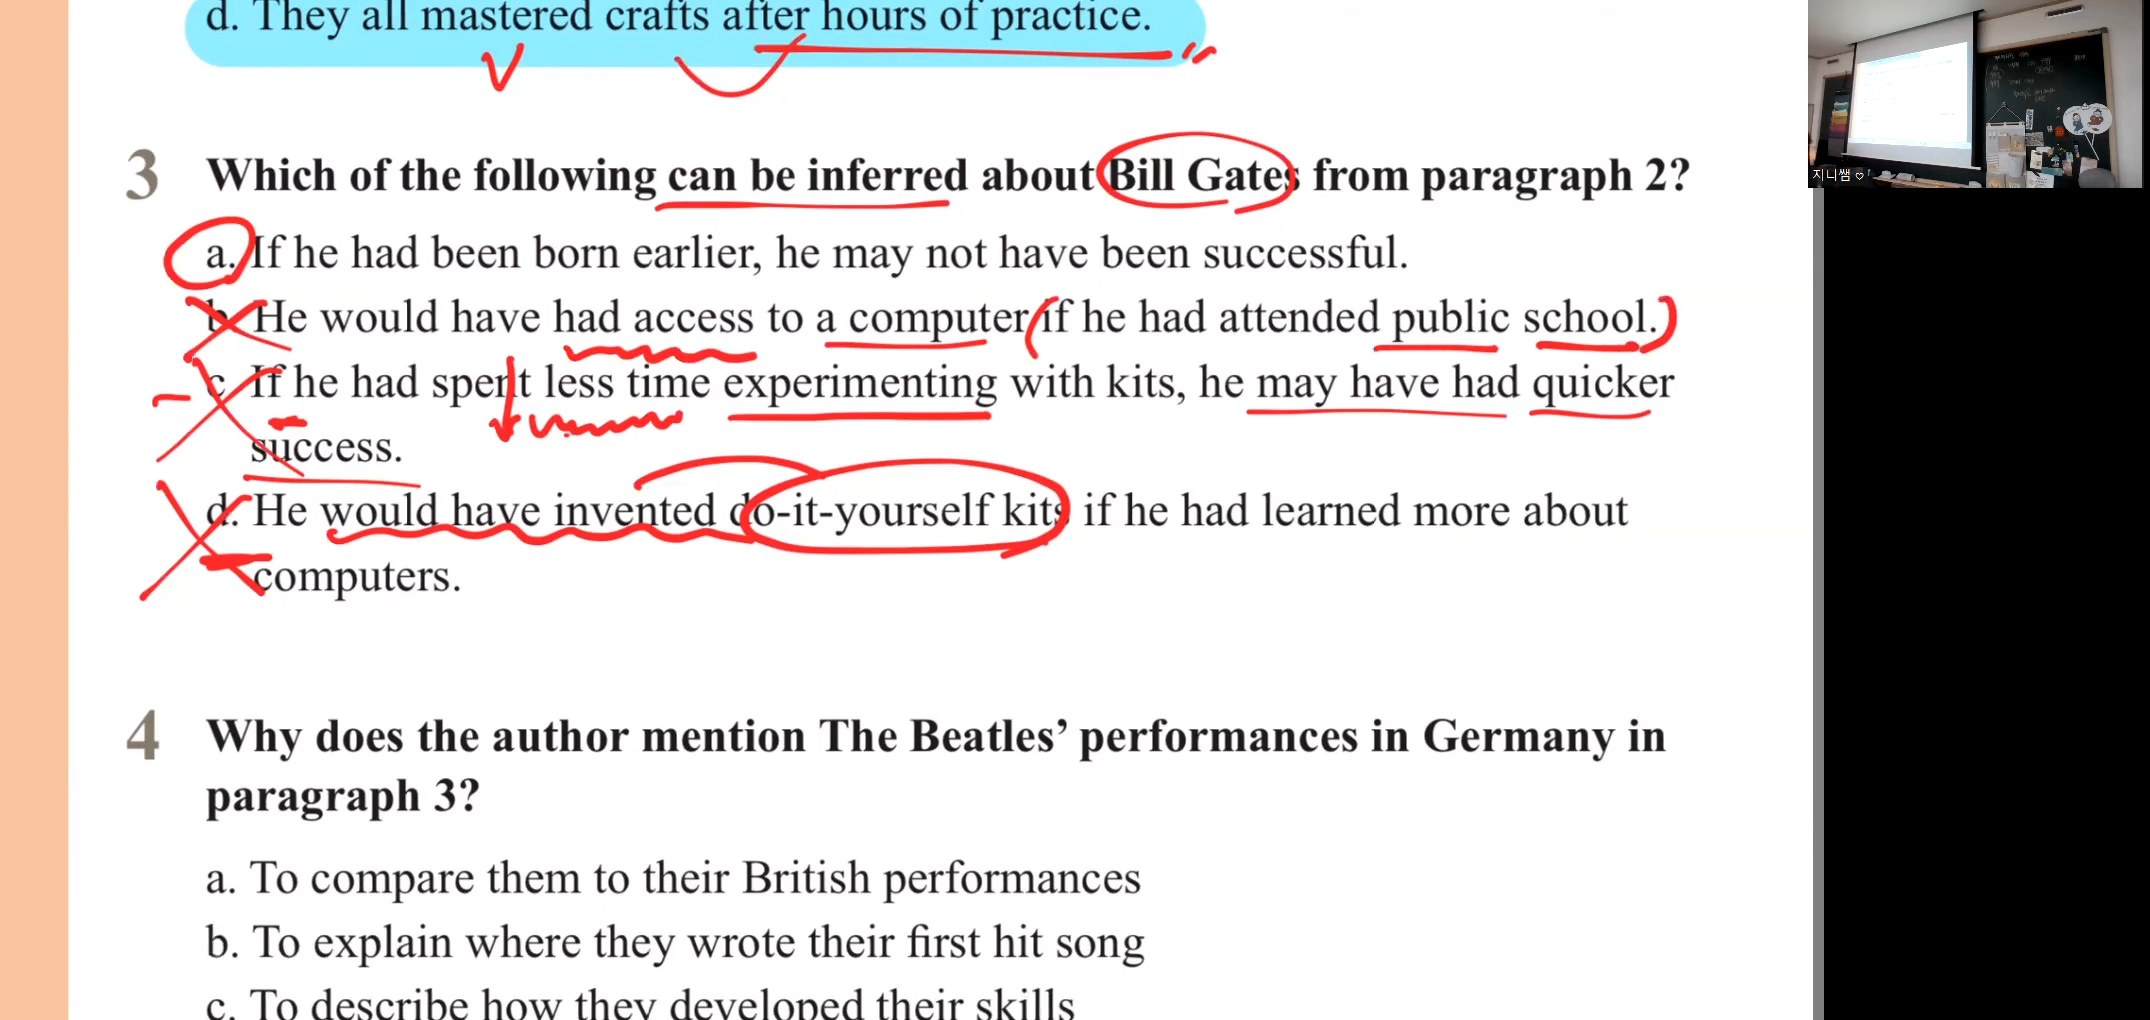 d. They all mastered crafts after hours of practice.
3 Which of the following can be inferred about Bill Gates from paragraph 2?
a. If he had been born earlier, he may not have been successful.
b. He would have had access to a computer if he had attended public school.
c. If he had spent less time experimenting with kits, he may have had quicker
success.
d. He would have invented do-it-yourself kits if he had learned more about
computers.
4 Why does the author mention The Beatles’ performances in Germany in
paragraph 3?
a. To compare them to their British performances
b. To explain where they wrote their first hit song
c. To describe how they developed their skills
지니쌤 ♡